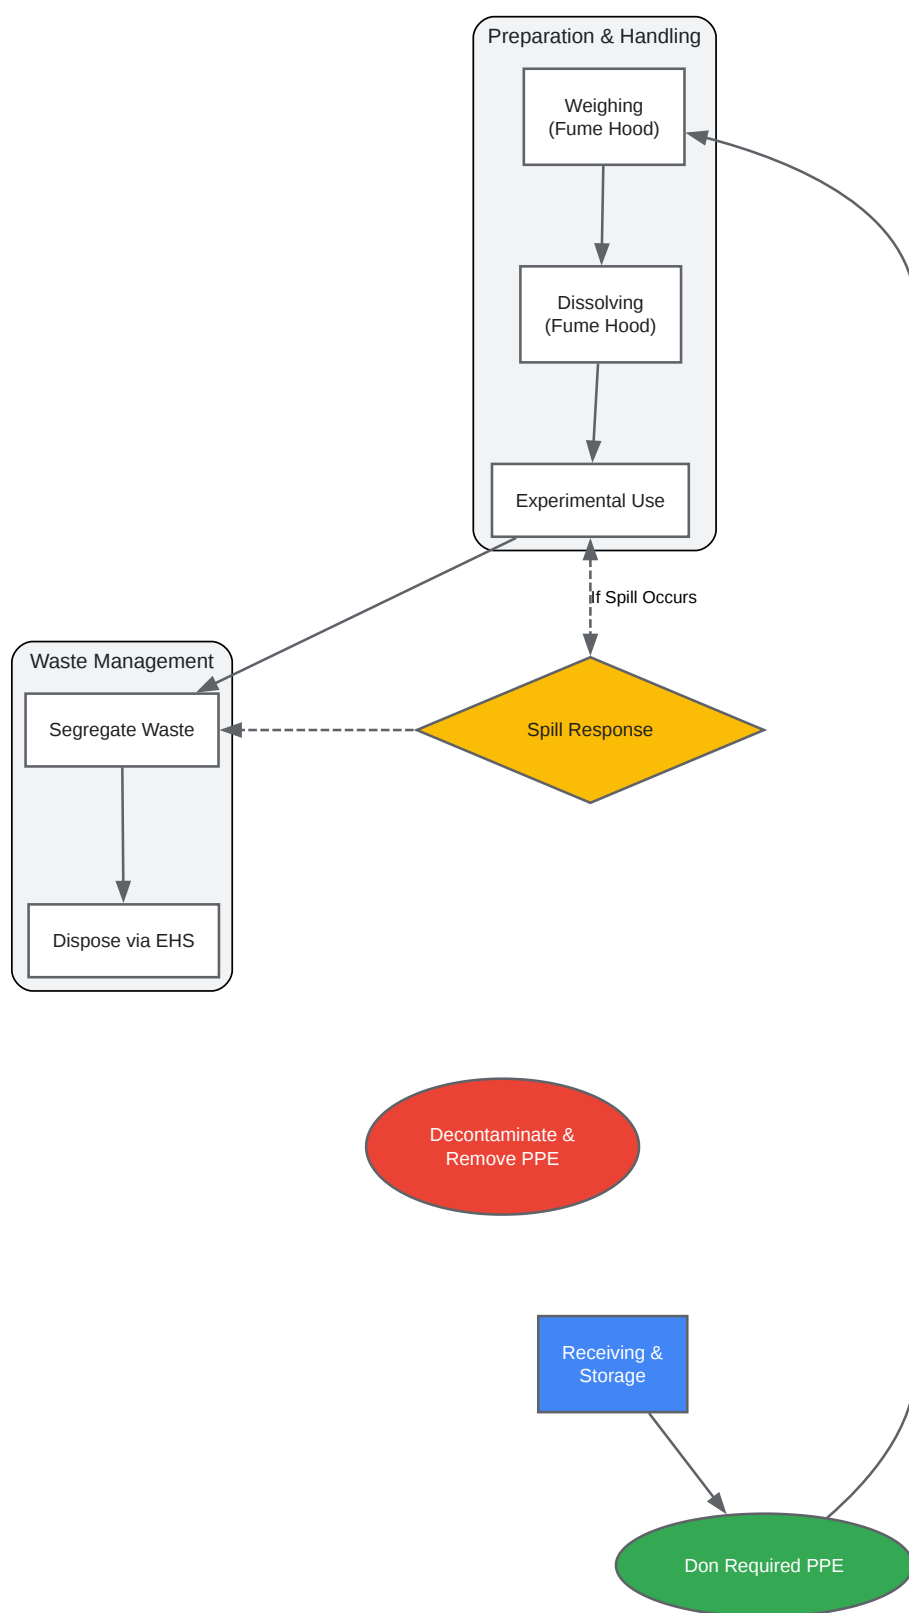 Preparation & Handling
Weighing
(Fume Hood)
Dissolving
(Fume Hood)
Experimental Use
If Spill Occurs
Waste Management
Segregate Waste
Spill Response
Dispose via EHS
Decontaminate &
Remove PPE
Receiving &
Storage
Don Required PPE